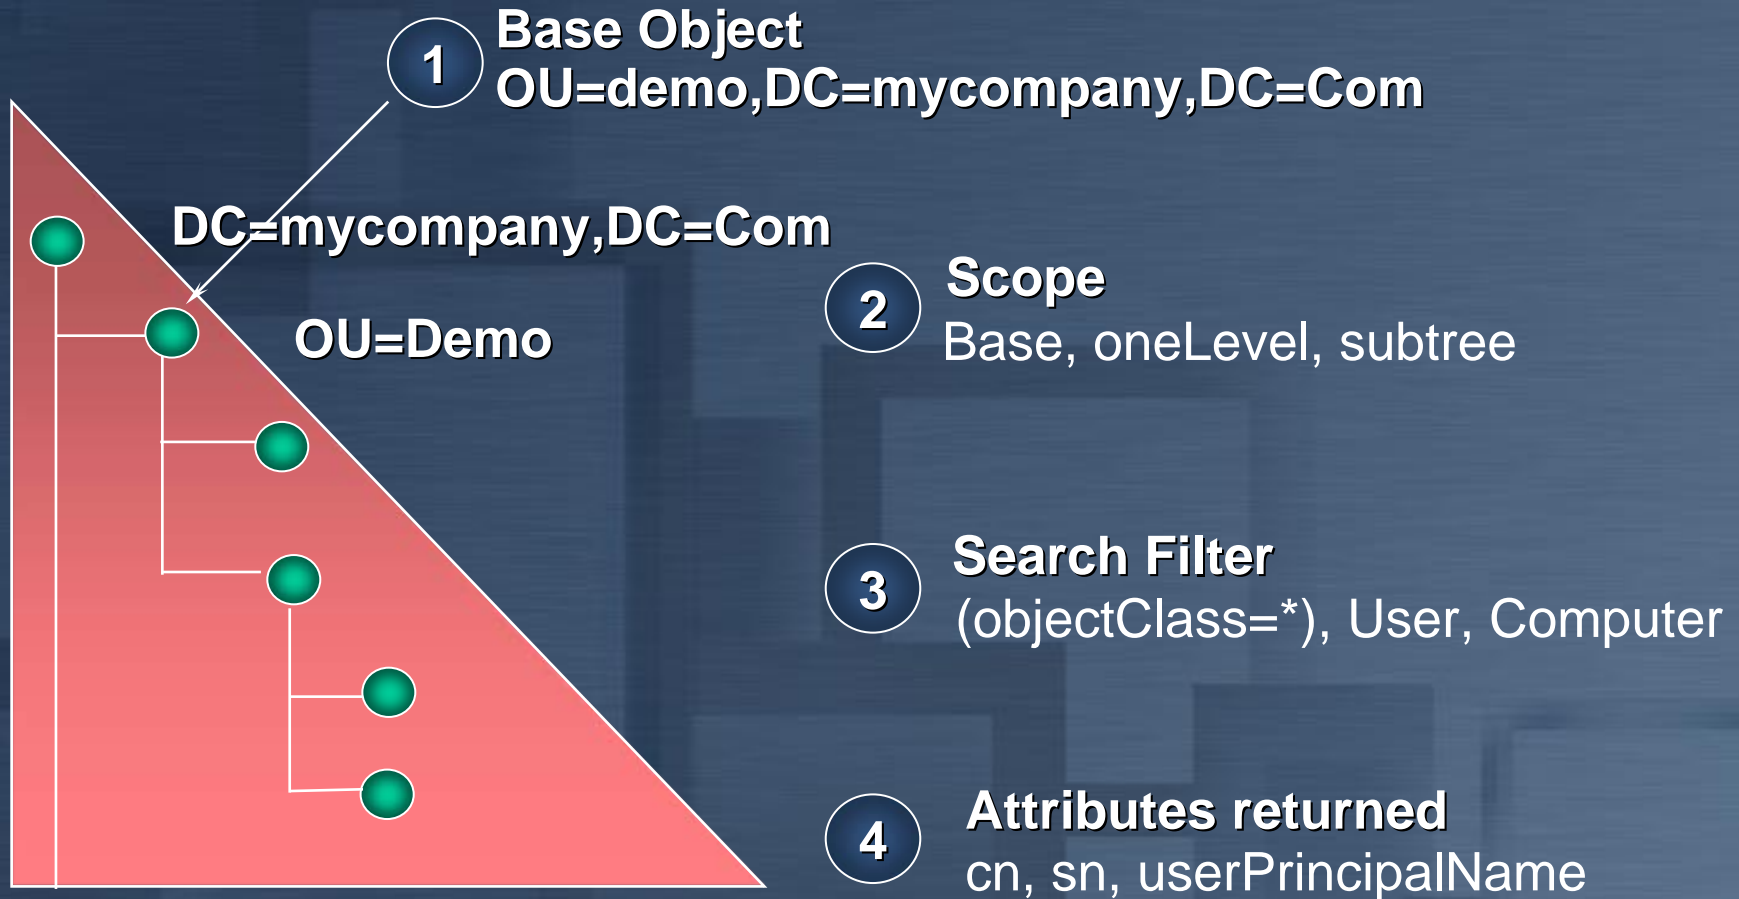 1
Base Object
OU=demo,DC=mycompany,DC=Com
DC=mycompany,DC=Com
OU=Demo
2
Scope
Base, oneLevel, subtree
3
Search Filter
(objectClass=*), User, Computer
4
Attributes returned
cn, sn, userPrincipalName